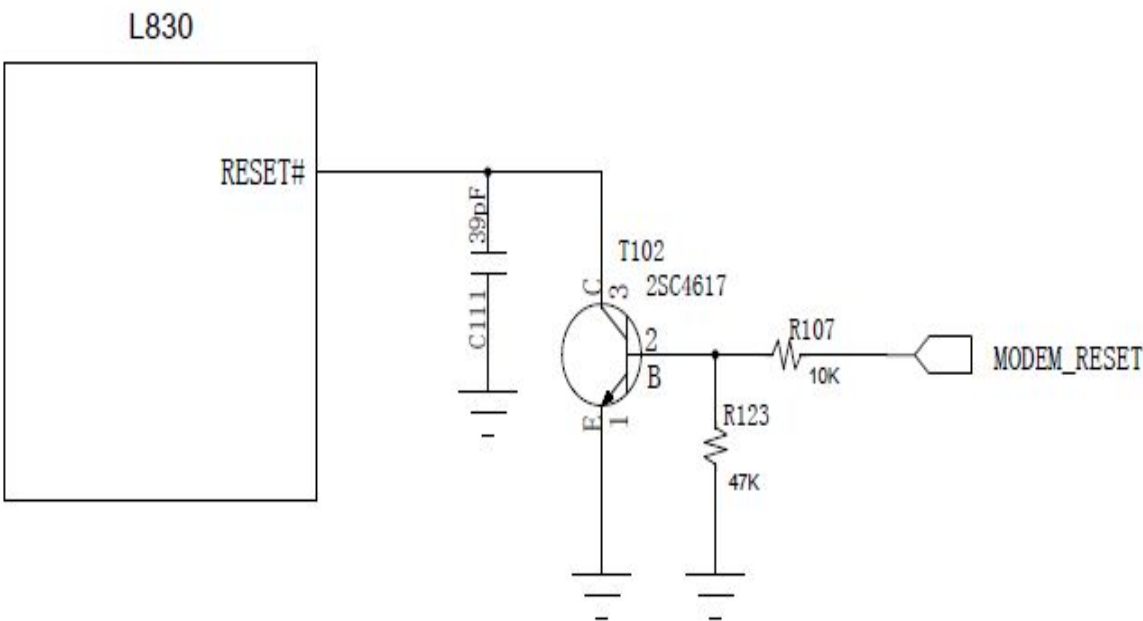 L830
RESET#
39pF
C111
T102
2SC4617
C
3
2
B
E
1
R107
10K
MODEM_RESET
R123
47K